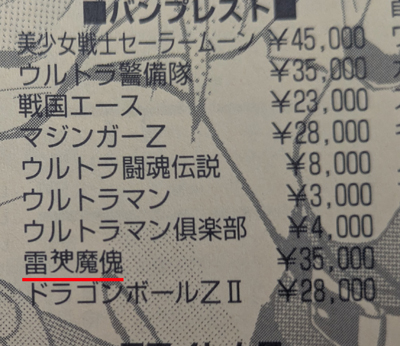 ■バンプレスト■
美少女戦士セーラームーン ¥45,000
ウルトラ警備隊 ¥35,000
戦国エース ¥23,000
マジンガーZ ¥28,000
ウルトラ闘魂伝説 ¥8,000
ウルトラマン ¥3,000
ウルトラマン倶楽部 ¥4,000
¥35,000
ドラゴンボールZⅡ ¥28,000